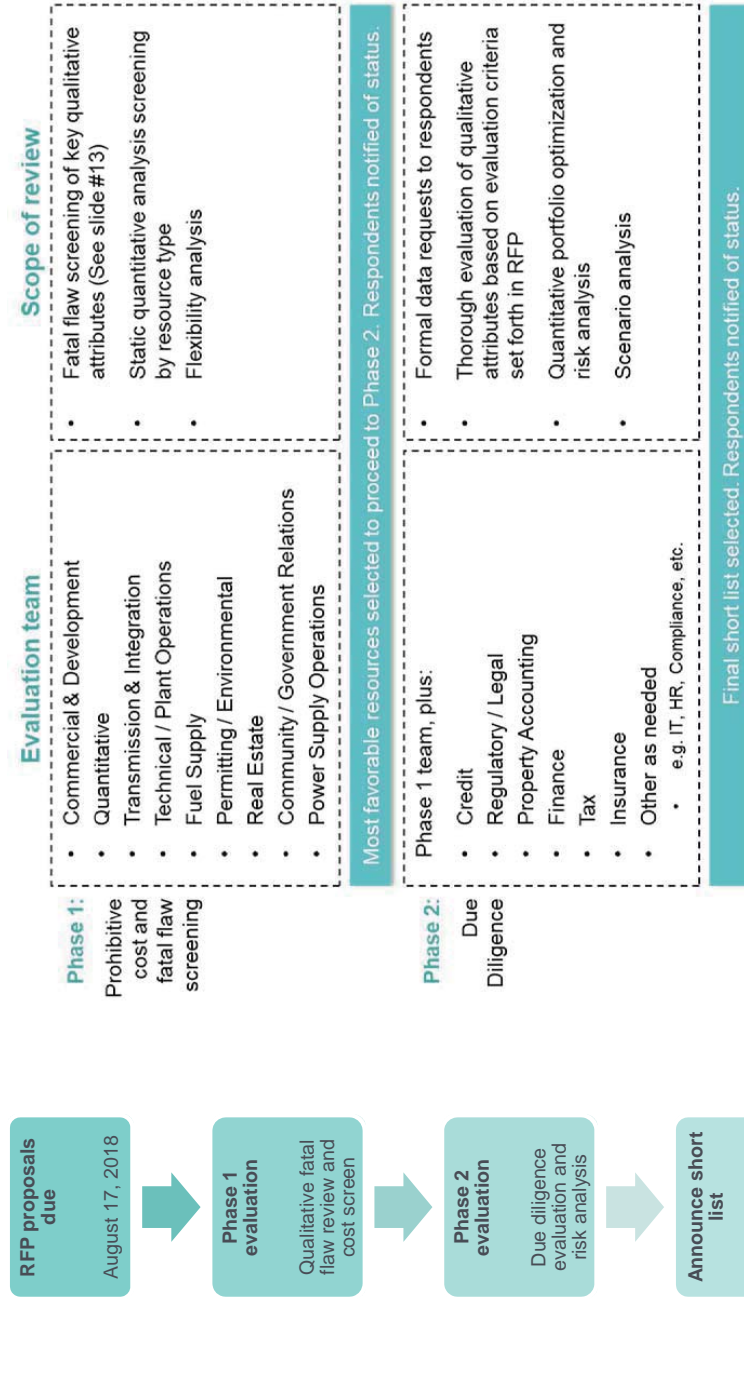 RFP proposals
due
August 17, 2018
Phase 1
evaluation
Qualitative fatal
flaw review and
cost screen
Phase 2
evaluation
Due diligence
evaluation and
risk analysis
Announce short
list
Evaluation team
Scope of review
Phase 1:
Prohibitive
cost and
fatal flaw
screening
• Commercial & Development
• Quantitative
• Transmission & Integration
• Technical / Plant Operations
• Fuel Supply
• Permitting / Environmental
• Real Estate
• Community / Government Relations
• Power Supply Operations
• Fatal flaw screening of key qualitative
attributes (See slide #13)
• Static quantitative analysis screening
by resource type
• Flexibility analysis
Most favorable resources selected to proceed to Phase 2. Respondents notified of status.
Phase 2:
Due
Diligence
Phase 1 team, plus:
• Credit
• Regulatory / Legal
• Property Accounting
• Finance
• Tax
• Insurance
• Other as needed
• e.g. IT, HR, Compliance, etc.
• Formal data requests to respondents
• Thorough evaluation of qualitative
attributes based on evaluation criteria
set forth in RFP
• Quantitative portfolio optimization and
risk analysis
• Scenario analysis
Final short list selected. Respondents notified of status.